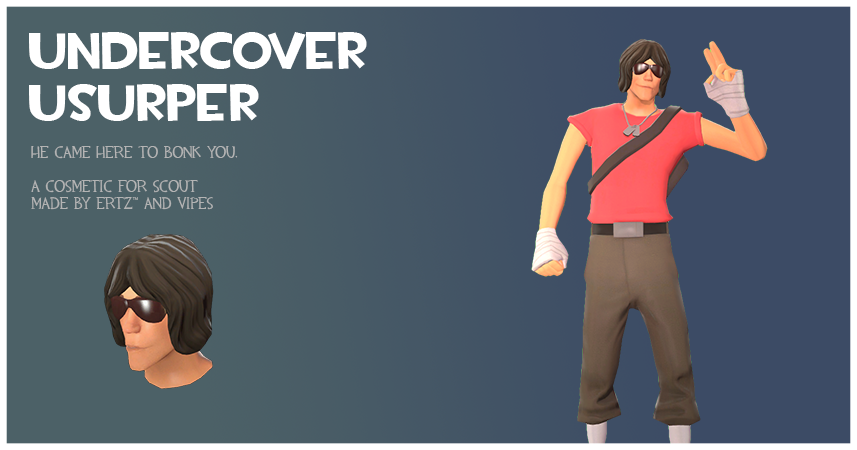 UNDERCOVER
USURPER
HE CAME HERE TO BONK YOU.
A COSMETIC FOR SCOUT
MADE BY ERTZ™ AND VIPES